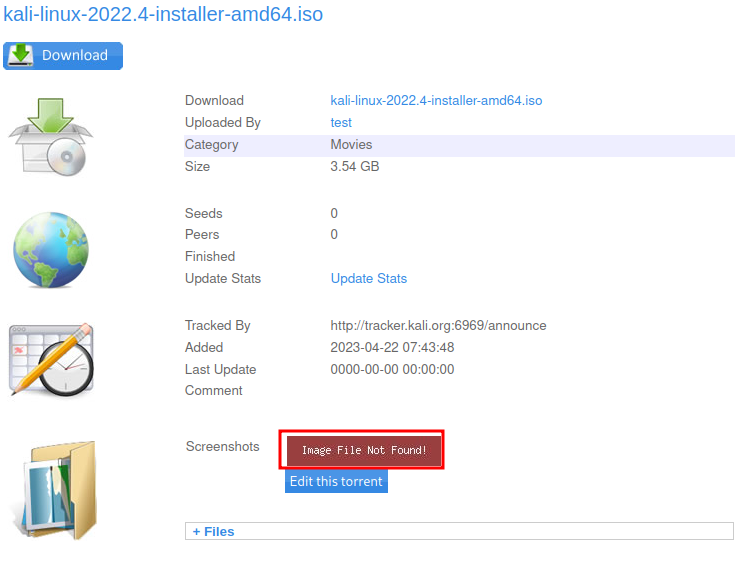 kali-linux-2022.4-installer-amd64.iso
Download
Download kali-linux-2022.4-installer-amd64.iso
Uploaded By test
Category Movies
Size 3.54 GB
Seeds 0
Peers 0
Finished
Update Stats Update Stats
Tracked By http://tracker.kali.org:6969/announce
Added 2023-04-22 07:43:48
Last Update 0000-00-00 00:00:00
Comment
Screenshots Image File Not Found!
Edit this torrent
+ Files